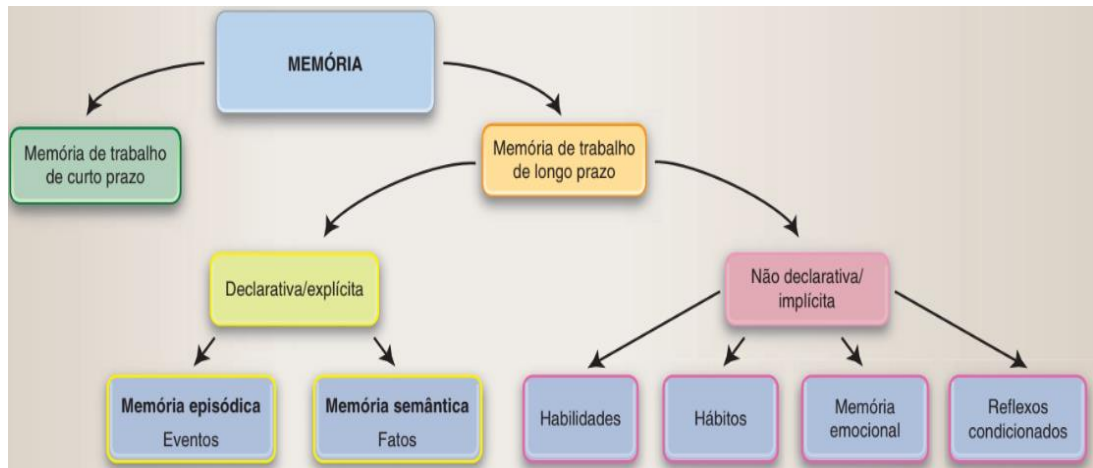 MEMÓRIA
Memória de trabalho
de curto prazo
Memória de trabalho
de longo prazo
Declarativa/explícita
Não declarativa/
implícita
Memória episódica
Eventos
Memória semântica
Fatos
Habilidades
Hábitos
Memória
emocional
Reflexos
condicionados